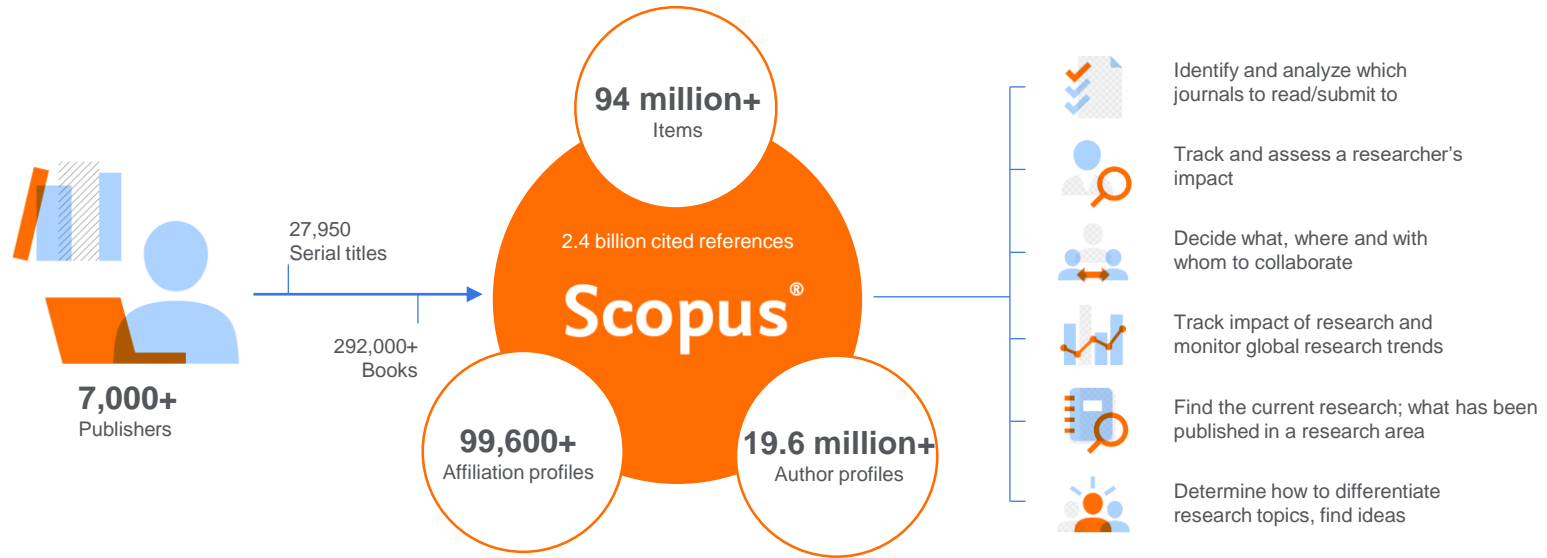 7,000+
Publishers
27,950
Serial titles
292,000+
Books
94 million+
Items
2.4 billion cited references
Scopus®
99,600+
Affiliation profiles
19.6 million+
Author profiles
Identify and analyze which
journals to read/submit to
Track and assess a researcher’s
impact
Decide what, where and with
whom to collaborate
Track impact of research and
monitor global research trends
Find the current research; what has been
published in a research area
Determine how to differentiate
research topics, find ideas